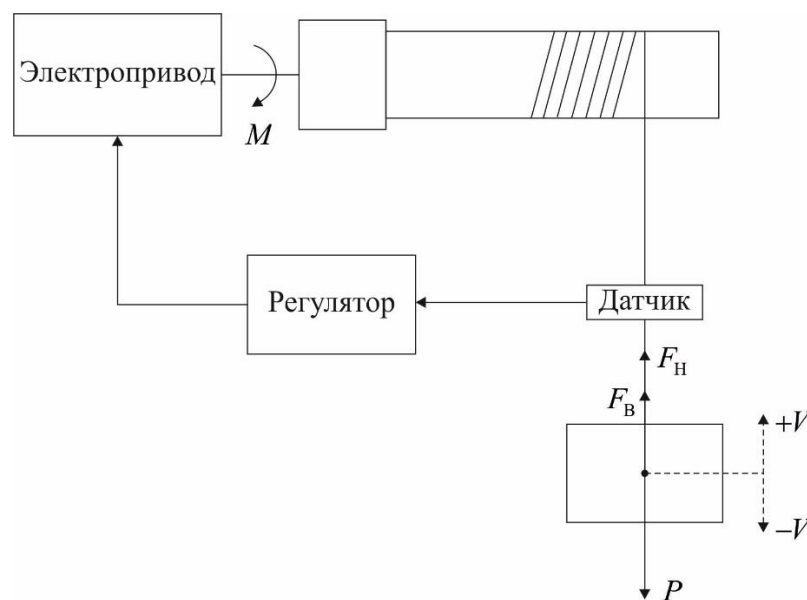 Электропривод
M
Регулятор
Датчик
Fн
Fв
+V
−V
P